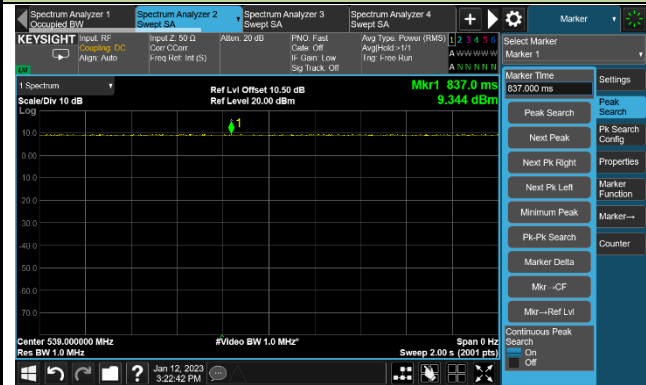 Spectrum Analyzer 1
Occupied BW
Spectrum Analyzer 2
Swept SA
Spectrum Analyzer 3
Swept SA
Spectrum Analyzer 4
Swept SA
Marker
KEYSIGHT
Input: RF
Coupling: DC
Align: Auto
Input Z: 50 Ω
Corr CCorr
Freq Ref: Int (S)
Atten: 20 dB
PNO: Fast
Gate: Off
IF Gain: Low
Sig Track: Off
Avg Type: Power (RMS)
Avg|Hold:>1/1
Trig: Free Run
1 2 3 4 5 6
A W W W W W
A N N N N N
Select Marker
Marker 1
1 Spectrum
Scale/Div 10 dB
Log
Ref Lvl Offset 10.50 dB
Ref Level 20.00 dBm
Mkr1 837.0 ms
9.344 dBm
1
10.0
0.00
-10.0
-20.0
-30.0
-40.0
-50.0
-60.0
-70.0
Center 539.000000 MHz
Res BW 1.0 MHz
#Video BW 1.0 MHz*
Span 0 Hz
Sweep 2.00 s (2001 pts)
Marker Time
837.000 ms
Peak Search
Next Peak
Next Pk Right
Next Pk Left
Minimum Peak
Pk-Pk Search
Marker Delta
Mkr→CF
Mkr→Ref Lvl
Continuous Peak
Search
On
Off
Settings
Peak
Search
Pk Search
Config
Properties
Marker
Function
Marker→
Counter
Jan 12, 2023
3:22:42 PM